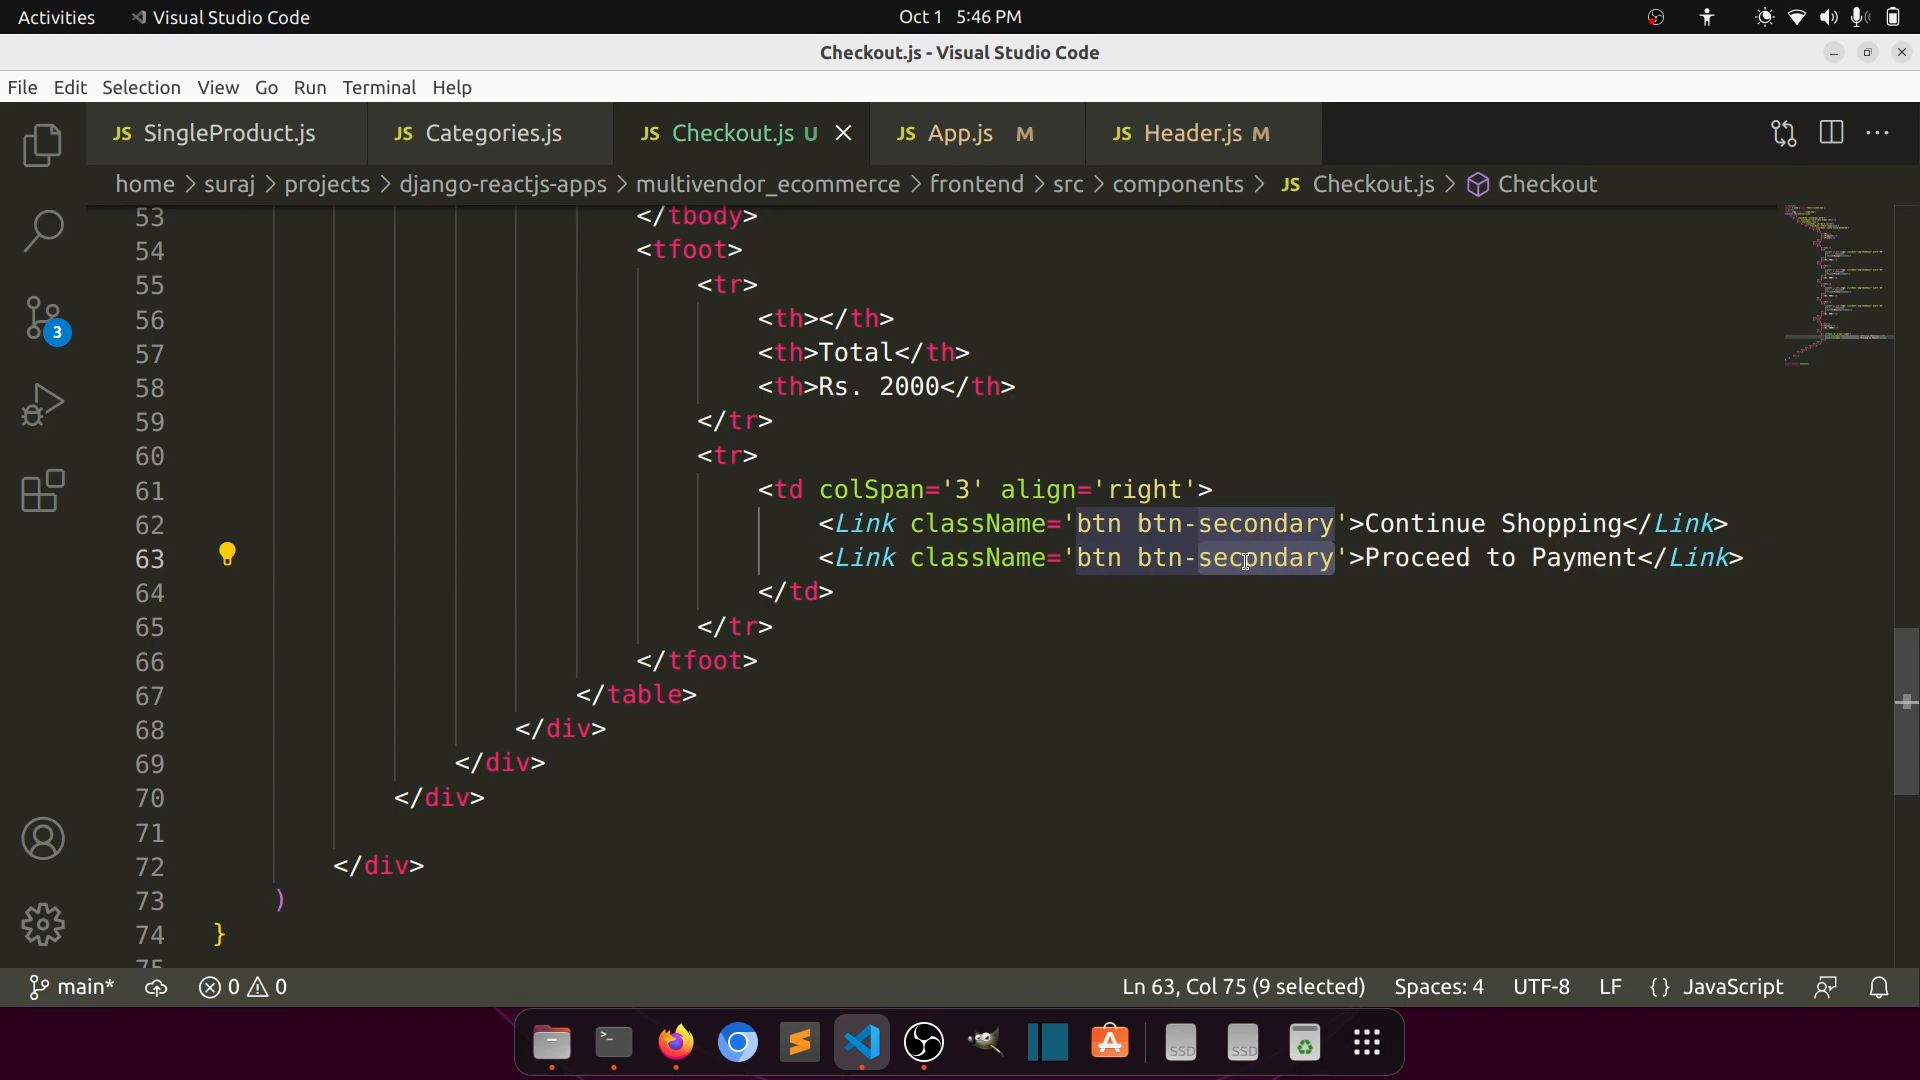 Activities Visual Studio Code Oct 1 5:46 PM
Checkout.js - Visual Studio Code
File Edit Selection View Go Run Terminal Help
JS SingleProduct.js JS Categories.js JS Checkout.js U JS App.js M JS Header.js M
home > suraj > projects > django-reactjs-apps > multivendor_ecommerce > frontend > src > components > JS Checkout.js > Checkout
53 </tbody>
54 <tfoot>
55 <tr>
56 <th></th>
57 <th>Total</th>
58 <th>Rs. 2000</th>
59 </tr>
60 <tr>
61 <td colSpan='3' align='right'>
62 <Link className='btn btn-secondary'>Continue Shopping</Link>
63 <Link className='btn btn-secondary'>Proceed to Payment</Link>
64 </td>
65 </tr>
66 </tfoot>
67 </table>
68 </div>
69 </div>
70 </div>
71
72 </div>
73 )
74 }
75
3
main* 0 0 Ln 63, Col 75 (9 selected) Spaces: 4 UTF-8 LF {} JavaScript
SSD SSD